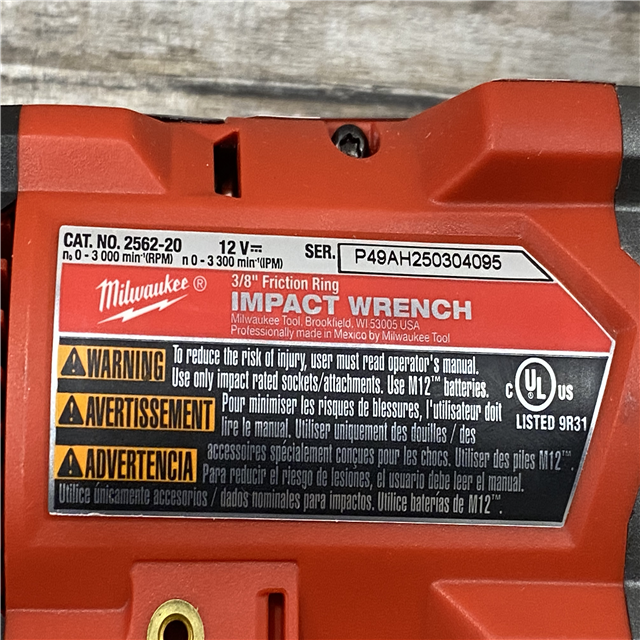 CAT. NO. 2562-20 12 V⎓ SER. P49AH250304095
n₀ 0 - 3 000 min⁻¹(RPM) n 0 - 3 300 min⁻¹(IPM)
Milwaukee®
3/8" Friction Ring
IMPACT WRENCH
Milwaukee Tool, Brookfield, WI 53005 USA
Professionally made in Mexico by Milwaukee Tool
WARNING To reduce the risk of injury, user must read operator's manual.
Use only impact rated sockets/attachments. Use M12™ batteries.
C UL US
LISTED 9R31
AVERTISSEMENT Pour minimiser les risques de blessures, l'utilisateur doit
lire le manual. Utiliser uniquement des douilles / des
accessoires spécialement conçues pour les chocs. Utiliser des piles M12™.
ADVERTENCIA Para reducir el riesgo de lesiones, el usuario debe leer el manual.
Utilice únicamente accesorios / dados nominales para impactos. Utilice baterías de M12™.